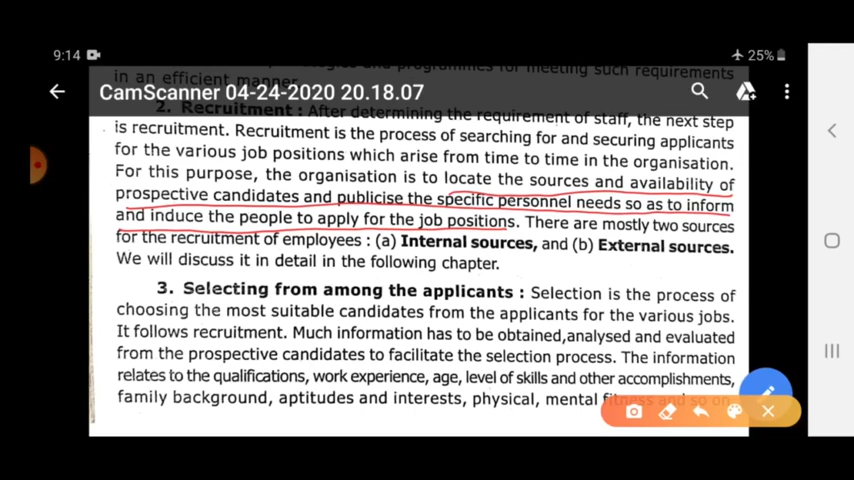 9:14 25%
programmes for meeting such requirements
in an efficient manner.
CamScanner 04-24-2020 20.18.07
2. Recruitment : After determining the requirement of staff, the next step
is recruitment. Recruitment is the process of searching for and securing applicants
for the various job positions which arise from time to time in the organisation.
For this purpose, the organisation is to locate the sources and availability of
prospective candidates and publicise the specific personnel needs so as to inform
and induce the people to apply for the job positions. There are mostly two sources
for the recruitment of employees : (a) Internal sources, and (b) External sources.
We will discuss it in detail in the following chapter.
3. Selecting from among the applicants : Selection is the process of
choosing the most suitable candidates from the applicants for the various jobs.
It follows recruitment. Much information has to be obtained,analysed and evaluated
from the prospective candidates to facilitate the selection process. The information
relates to the qualifications, work experience, age, level of skills and other accomplishments,
family background, aptitudes and interests, physical, mental fitness and so on